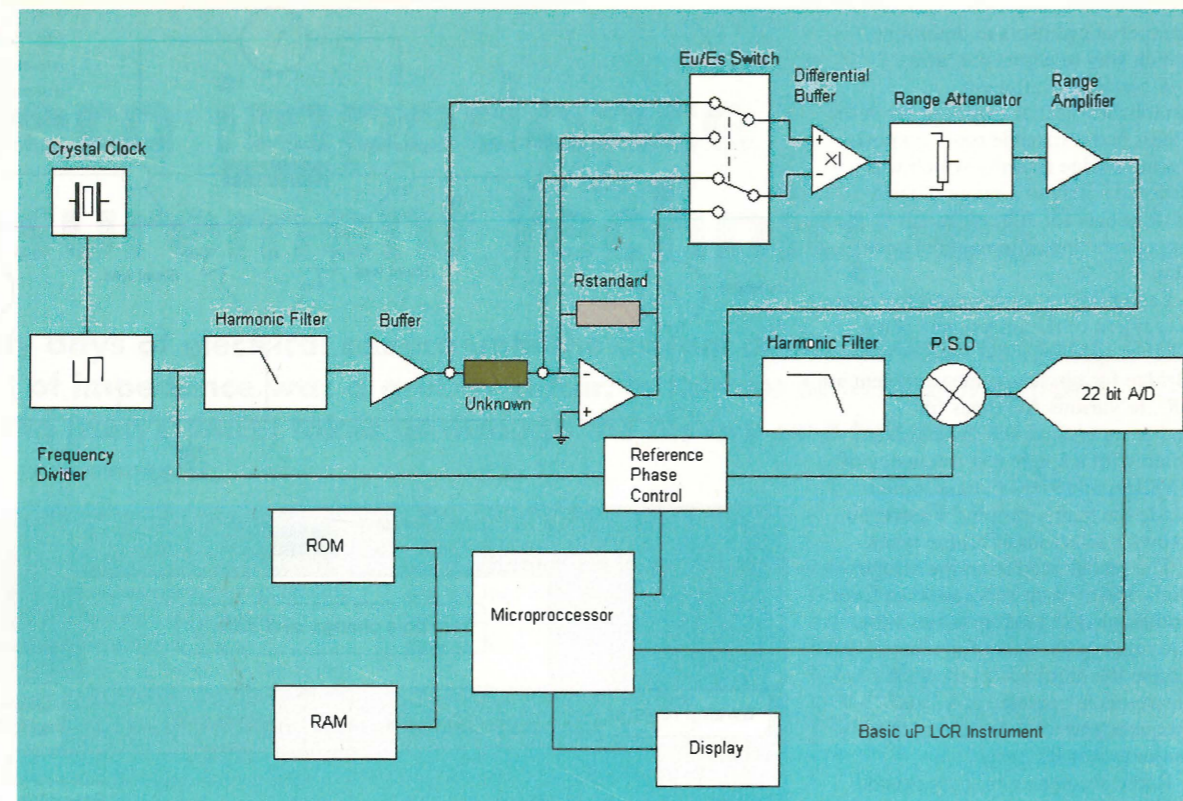 Eu/Es Switch
Differential
Buffer
Range
Amplifier
Range Attenuator
Crystal Clock
+
X1
-
Rstandard
Harmonic Filter
Buffer
Harmonic Filter
P.S.D
-
+
Unknown
22 bit A/D
Frequency
Divider
Reference
Phase
Control
ROM
Microproccessor
RAM
Display
Basic uP LCR Instrument